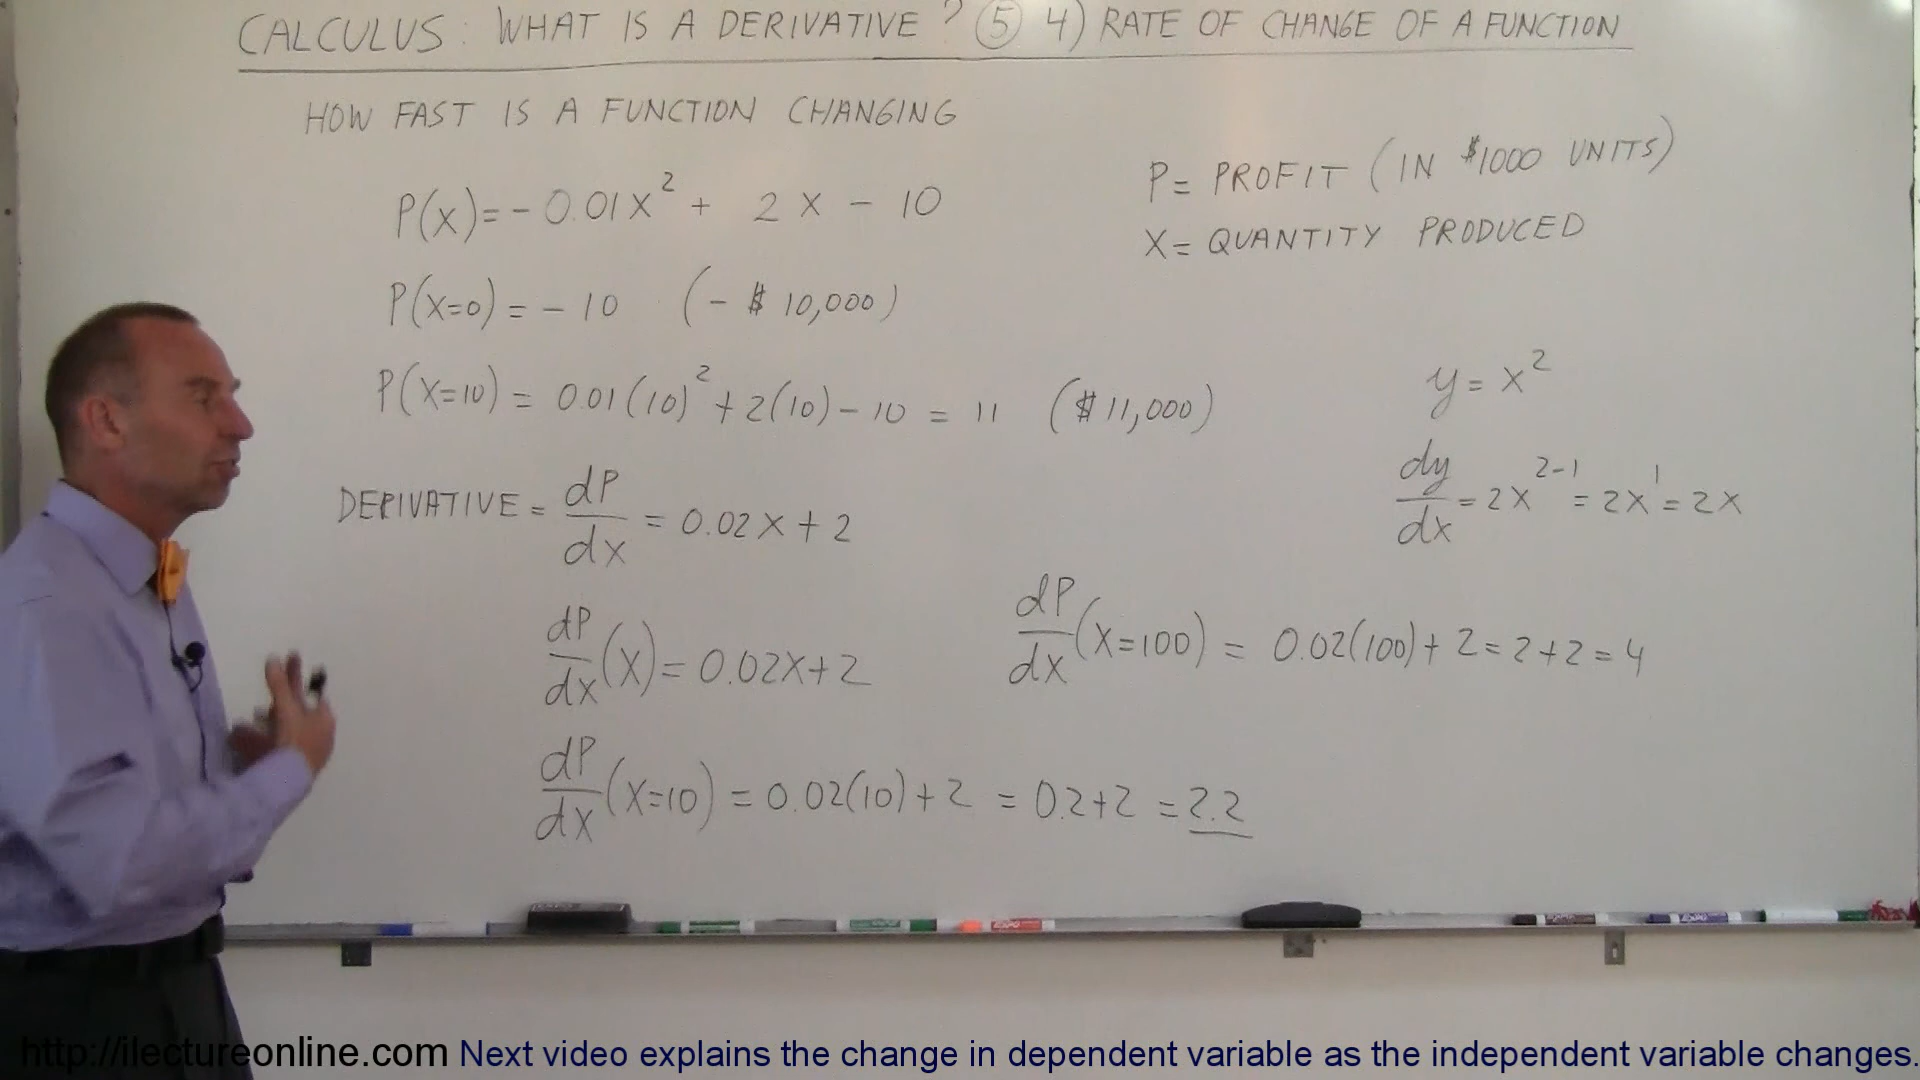 CALCULUS: WHAT IS A DERIVATIVE? ⑤ 4) RATE OF CHANGE OF A FUNCTION
HOW FAST IS A FUNCTION CHANGING
P(X)=-0.01X² + 2X - 10
P= PROFIT (IN $1000 UNITS)
X= QUANTITY PRODUCED
P(X=0) = -10 (-$10,000)
P(X=10) = 0.01(10)² + 2(10) - 10 = 11 ($11,000)
y = x²
DERIVATIVE = dP/dx = 0.02X + 2
dy/dx = 2X²⁻¹ = 2X¹ = 2X
dP/dx (X) = 0.02X + 2
dP/dx (X=100) = 0.02(100) + 2 = 2+2 = 4
dP/dx (X=10) = 0.02(10) + 2 = 0.2+2 = 2.2
http://ilectureonline.com Next video explains the change in dependent variable as the independent variable changes.